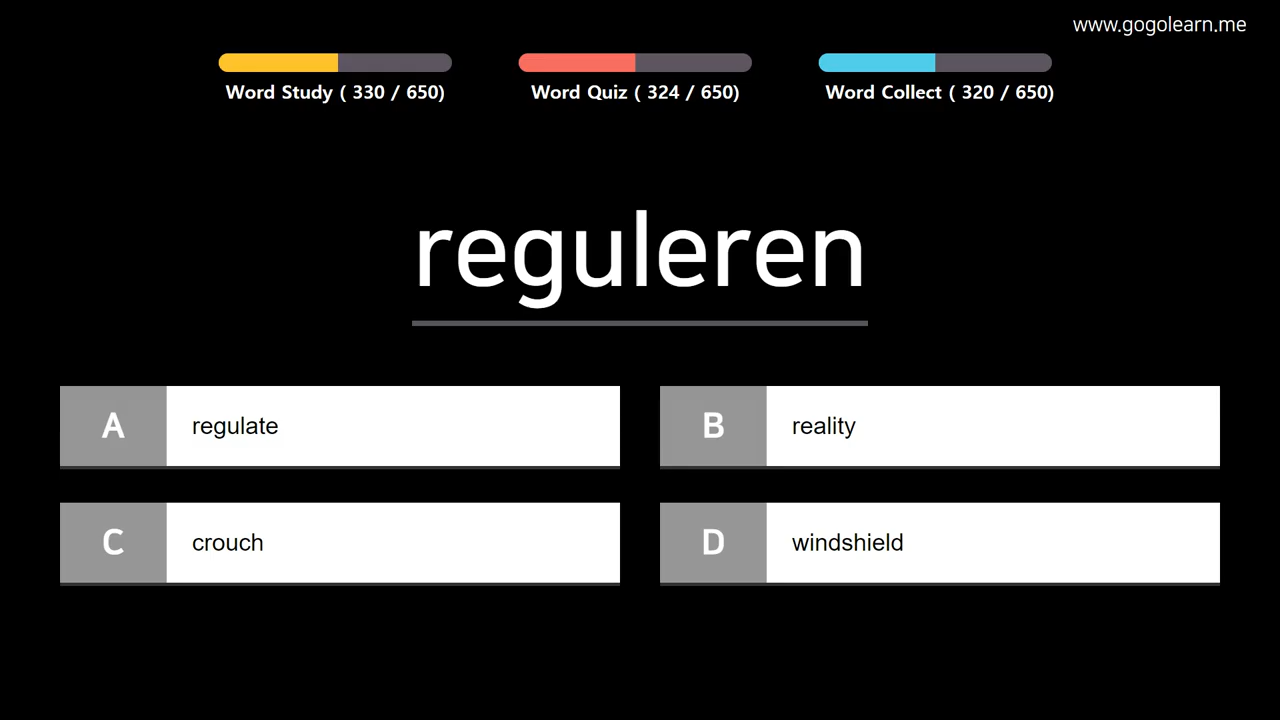 www.gogolearn.me
Word Study ( 330 / 650)
Word Quiz ( 324 / 650)
Word Collect ( 320 / 650)
reguleren
A regulate
B reality
C crouch
D windshield